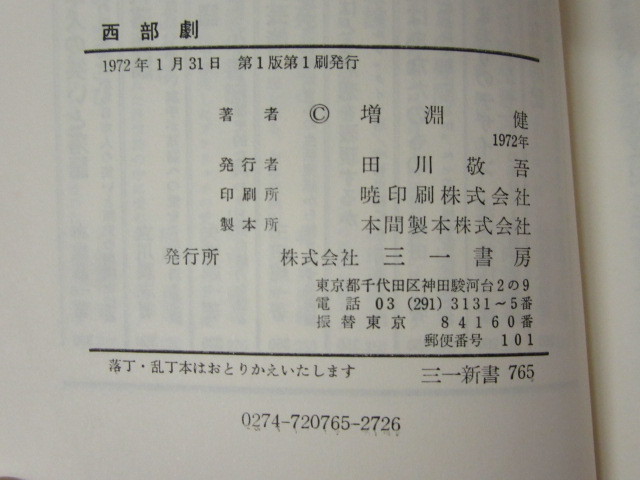 西部劇
1972年1月31日 第1版第1刷発行
著者 © 増淵 健
1972年
発行者 田川敬吾
印刷所 暁印刷株式会社
製本所 本間製本株式会社
発行所 株式会社 三一書房
東京都千代田区神田駿河台2の9
電話 03 (291) 3131~5番
振替東京 84160番
郵便番号 101
落丁・乱丁本はおとりかえいたします 三一新書 765
0274-720765-2726